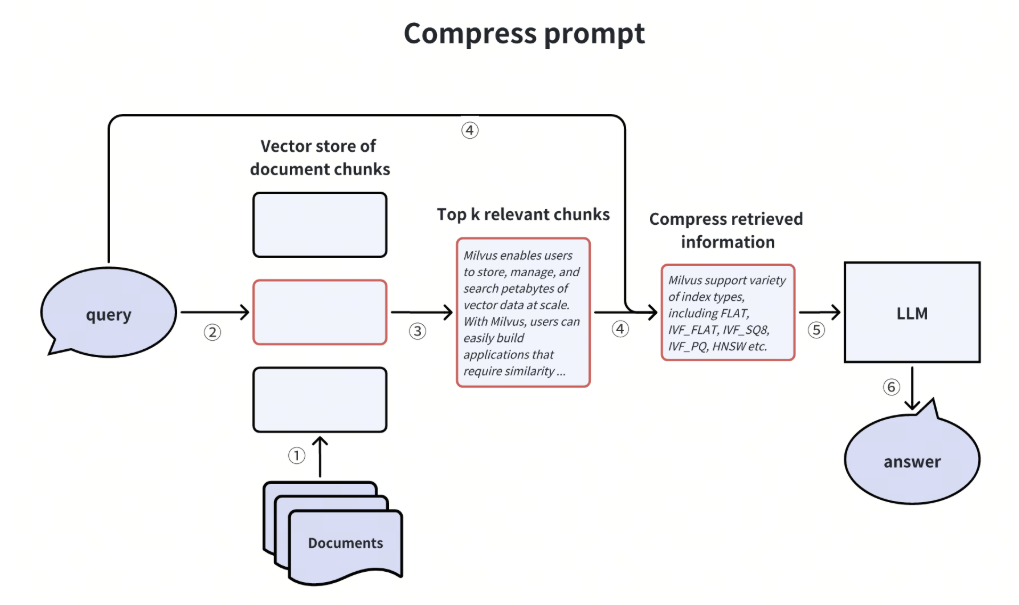 Compress prompt
④
Vector store of
document chunks
Top k relevant chunks
Compress retrieved
information
query
②
③
Milvus enables users
to store, manage, and
search petabytes of
vector data at scale.
With Milvus, users can
easily build
applications that
require similarity ...
④
Milvus support variety
of index types,
including FLAT,
IVF_FLAT, IVF_SQ8,
IVF_PQ, HNSW etc.
⑤
LLM
⑥
answer
①
Documents